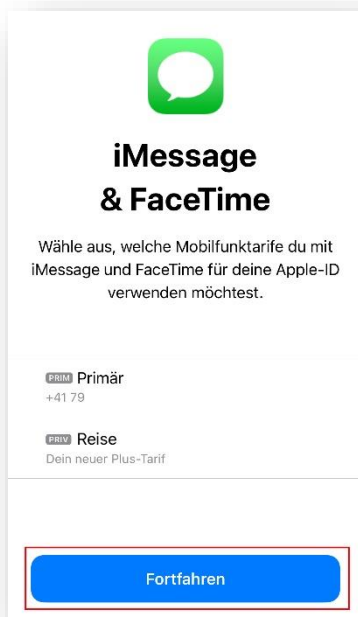 iMessage
& FaceTime
Wähle aus, welche Mobilfunktarife du mit
iMessage und FaceTime für deine Apple-ID
verwenden möchtest.
PRIM Primär
+41 79
PRIV Reise
Dein neuer Plus-Tarif
Fortfahren